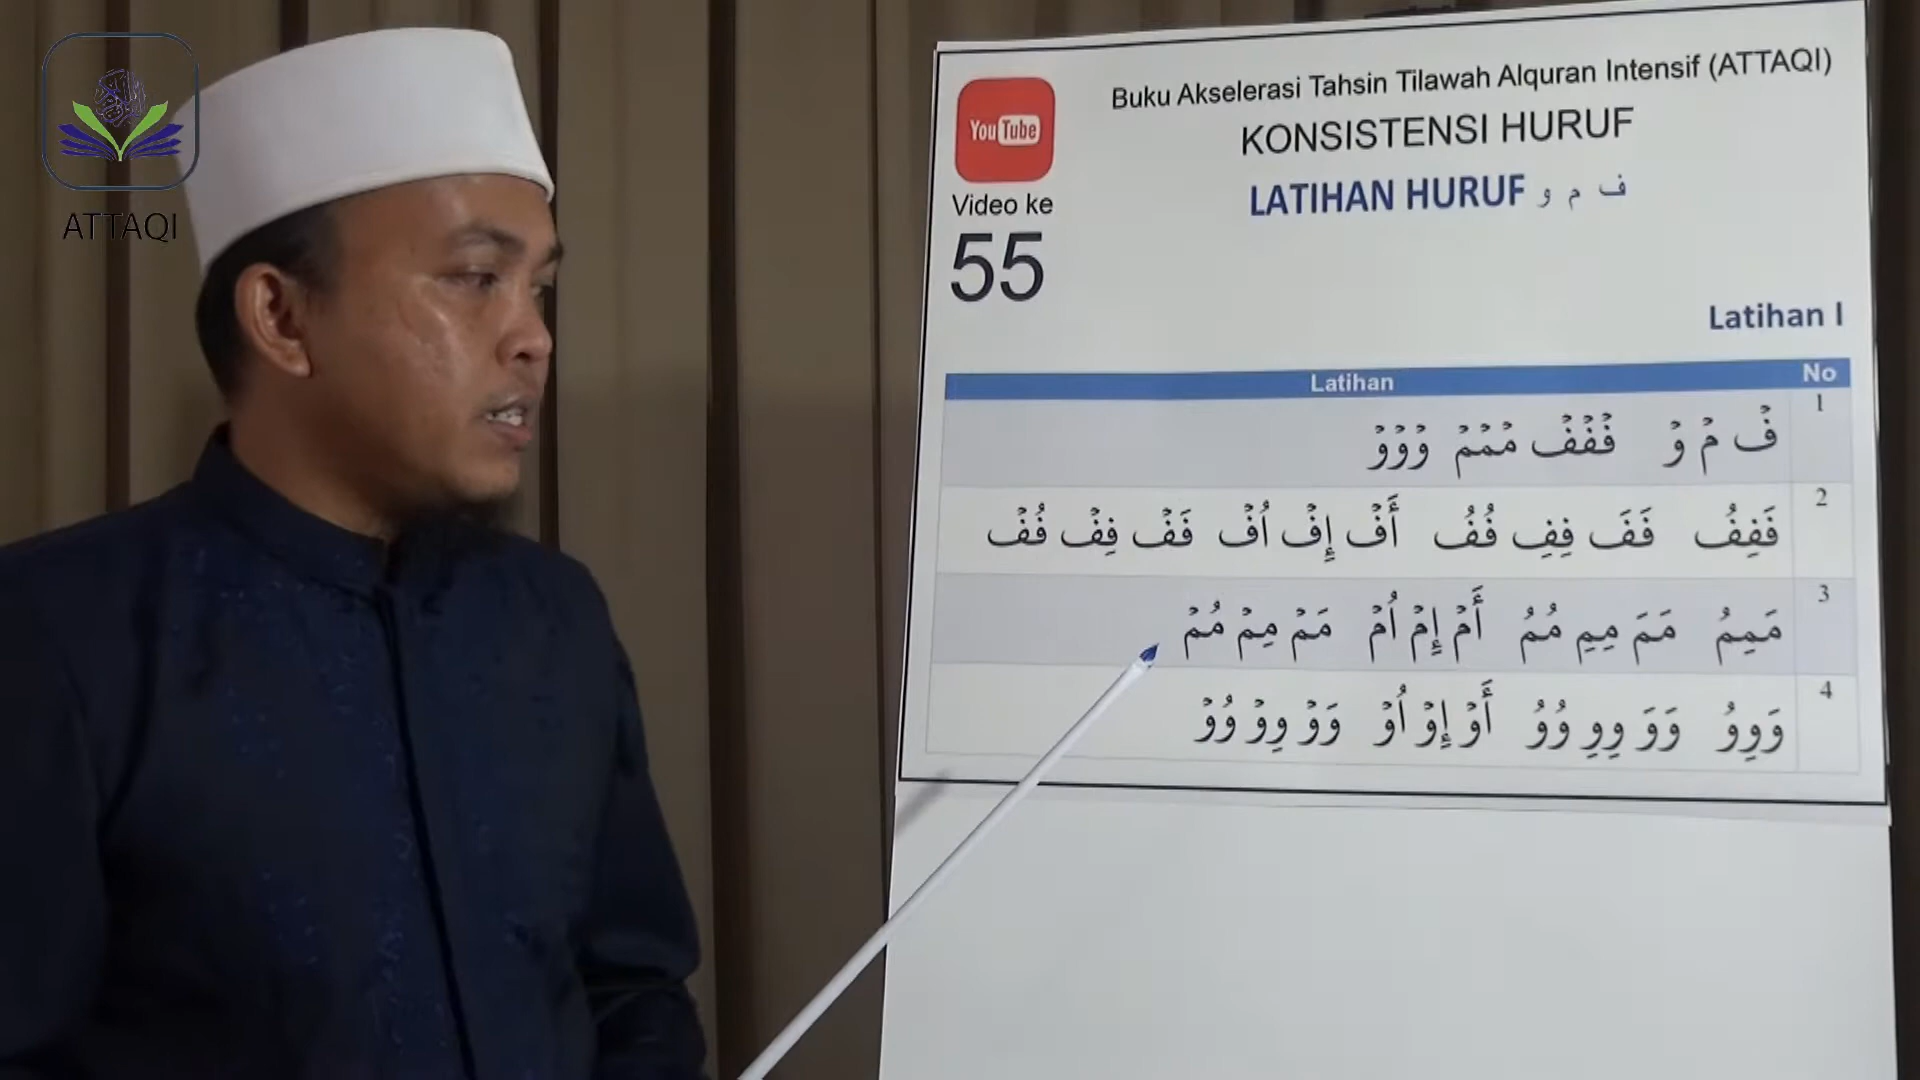 ATTAQI
Buku Akselerasi Tahsin Tilawah Alquran Intensif (ATTAQI)
KONSISTENSI HURUF
LATIHAN HURUF ف م و
YouTube
Video ke
55
Latihan I
No Latihan
1 فْ مْ وْ فْفْفْ مْمْمْ وْوْوْ
2 فَفِفُ فَفَ فِفِ فُفُ أَفْ إِفْ اُفْ فَفْ فِفْ فُفْ
3 مَمِمُ مَمَ مِمِ مُمُ أَمْ إِمْ اُمْ مَمْ مِمْ مُمْ
4 وَوِوُ وَوَ وِوِ وُوُ أَوْ إِوْ اُوْ وَوْ وِوْ وُوْ